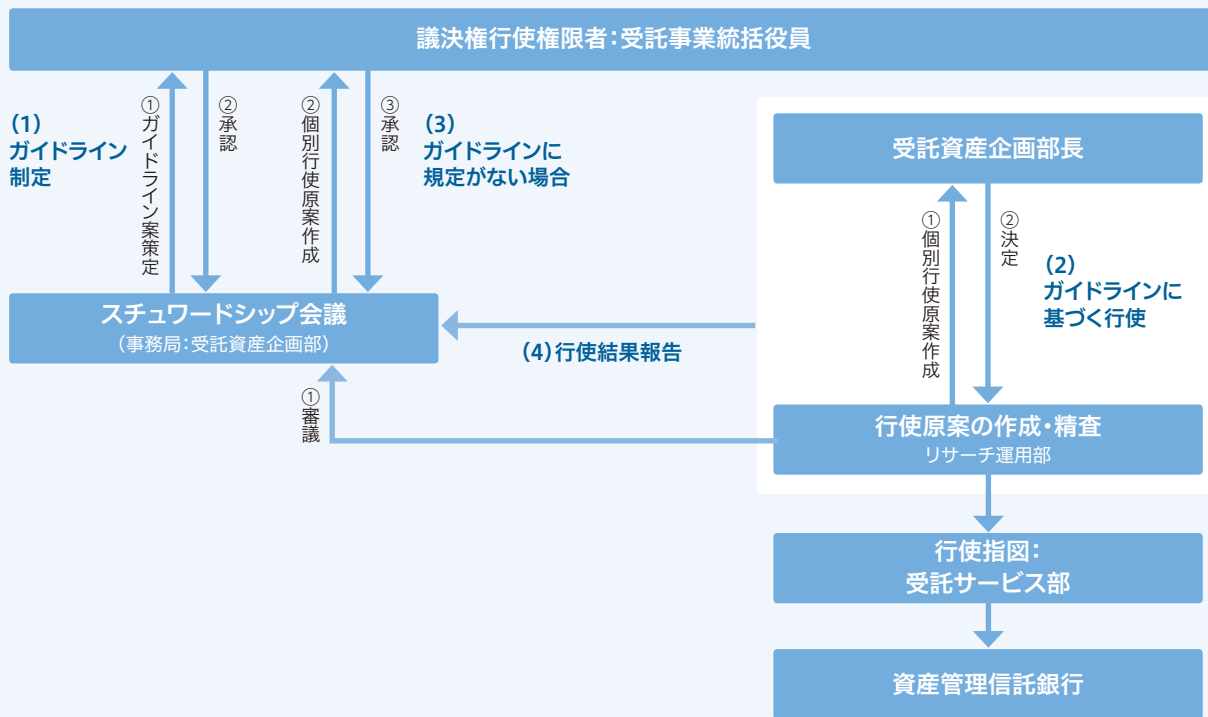 議決権行使権限者：受託事業統括役員
(1)
ガイドライン
制定
①ガイドライン案策定
②承認
②個別行使原案作成
③承認
(3)
ガイドラインに
規定がない場合
受託資産企画部長
①個別行使原案作成
②決定
(2)
ガイドラインに
基づく行使
スチュワードシップ会議
（事務局：受託資産企画部）
(4)行使結果報告
①審議
行使原案の作成・精査
リサーチ運用部
行使指図：
受託サービス部
資産管理信託銀行